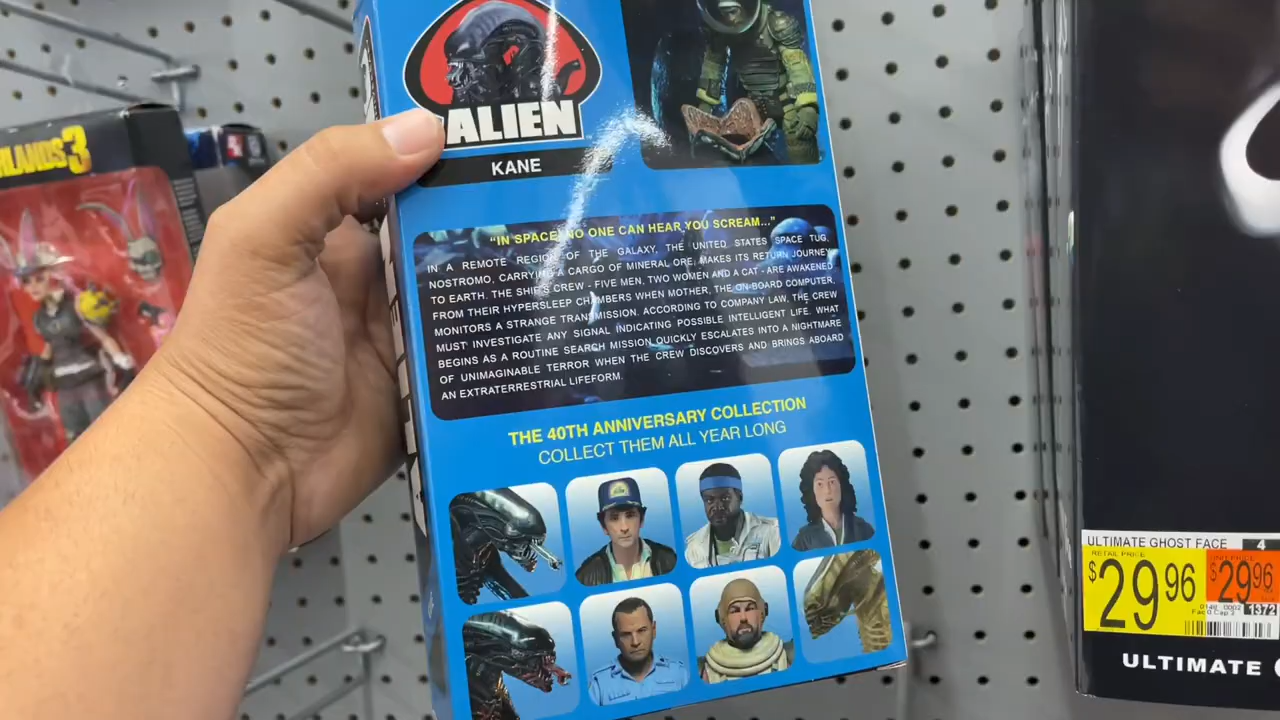 RLANDS 3
ALIEN
KANE
"IN SPACE NO ONE CAN HEAR YOU SCREAM..."
IN A REMOTE REGION OF THE GALAXY, THE UNITED STATES SPACE TUG,
NOSTROMO, CARRYING A CARGO OF MINERAL ORE, MAKES ITS RETURN JOURNEY
TO EARTH. THE SHIP'S CREW - FIVE MEN, TWO WOMEN AND A CAT - ARE AWAKENED
FROM THEIR HYPERSLEEP CHAMBERS WHEN MOTHER, THE ON-BOARD COMPUTER,
MONITORS A STRANGE TRANSMISSION. ACCORDING TO COMPANY LAW, THE CREW
MUST INVESTIGATE ANY SIGNAL INDICATING POSSIBLE INTELLIGENT LIFE. WHAT
BEGINS AS A ROUTINE SEARCH MISSION QUICKLY ESCALATES INTO A NIGHTMARE
OF UNIMAGINABLE TERROR WHEN THE CREW DISCOVERS AND BRINGS ABOARD
AN EXTRATERRESTRIAL LIFEFORM.
THE 40TH ANNIVERSARY COLLECTION
COLLECT THEM ALL YEAR LONG
ULTIMATE GHOST FACE 4
RETAIL PRICE UNIT PRICE
$29 96 $29 96
1372
ULTIMATE